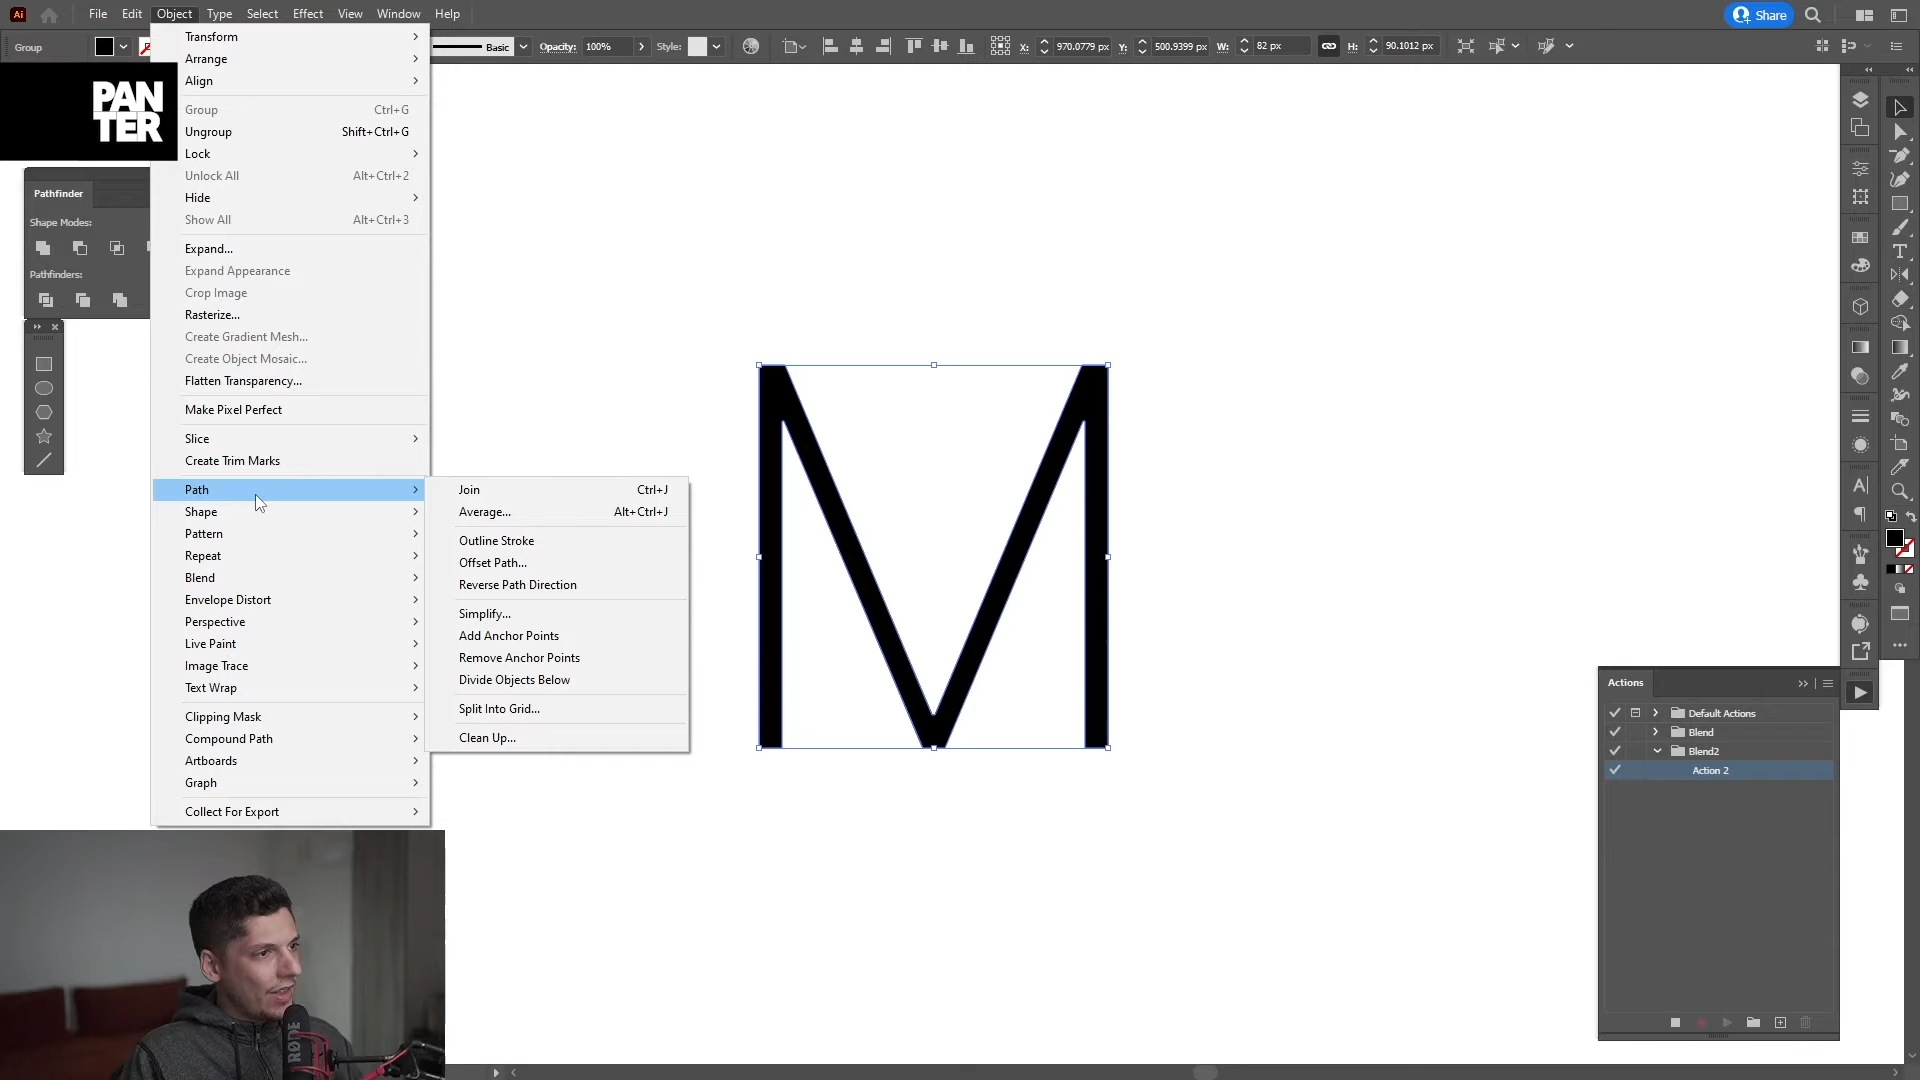 Ai
File Edit Object Type Select Effect View Window Help
Share
Group
Basic
Opacity: 100%
Style:
X: 970.0779 px
Y: 500.9399 px
W: 82 px
H: 90.1012 px
PAN
TER
Pathfinder
Shape Modes:
Pathfinders:
Transform
Arrange
Align
Group Ctrl+G
Ungroup Shift+Ctrl+G
Lock
Unlock All Alt+Ctrl+2
Hide
Show All Alt+Ctrl+3
Expand...
Expand Appearance
Crop Image
Rasterize...
Create Gradient Mesh...
Create Object Mosaic...
Flatten Transparency...
Make Pixel Perfect
Slice
Create Trim Marks
Path
Shape
Pattern
Repeat
Blend
Envelope Distort
Perspective
Live Paint
Image Trace
Text Wrap
Clipping Mask
Compound Path
Artboards
Graph
Collect For Export
Join Ctrl+J
Average... Alt+Ctrl+J
Outline Stroke
Offset Path...
Reverse Path Direction
Simplify...
Add Anchor Points
Remove Anchor Points
Divide Objects Below
Split Into Grid...
Clean Up...
M
Actions
Default Actions
Blend
Blend2
Action 2
RØDE